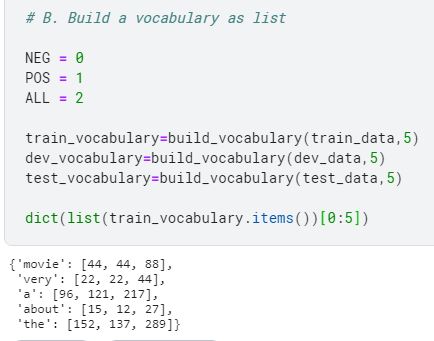 # B. Build a vocabulary as list
NEG = 0
POS = 1
ALL = 2
train_vocabulary=build_vocabulary(train_data,5)
dev_vocabulary=build_vocabulary(dev_data,5)
test_vocabulary=build_vocabulary(test_data,5)
dict(list(train_vocabulary.items())[0:5])
{'movie': [44, 44, 88],
 'very': [22, 22, 44],
 'a': [96, 121, 217],
 'about': [15, 12, 27],
 'the': [152, 137, 289]}